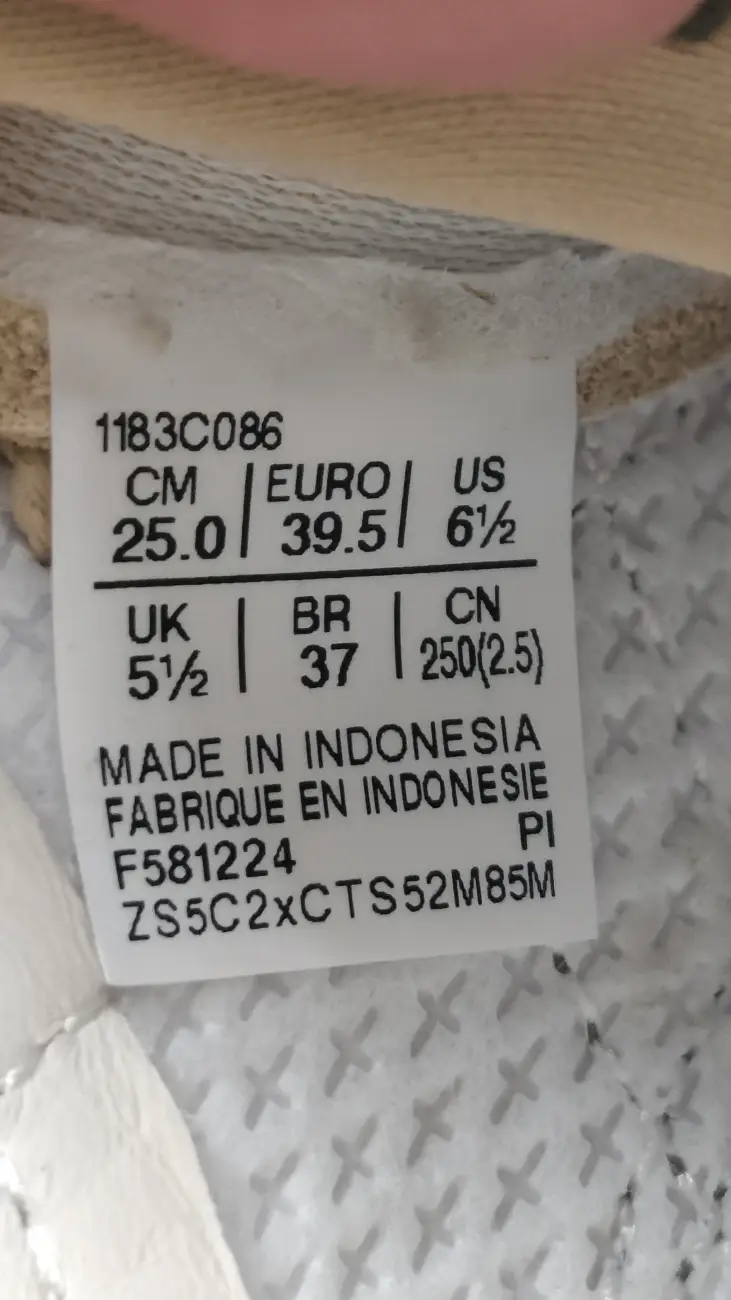 1183C086
CM | EURO | US
25.0 | 39.5 | 6½
UK | BR | CN
5½ | 37 | 250(2.5)
MADE IN INDONESIA
FABRIQUE EN INDONESIE
F581224 PI
ZS5C2xCTS52M85M